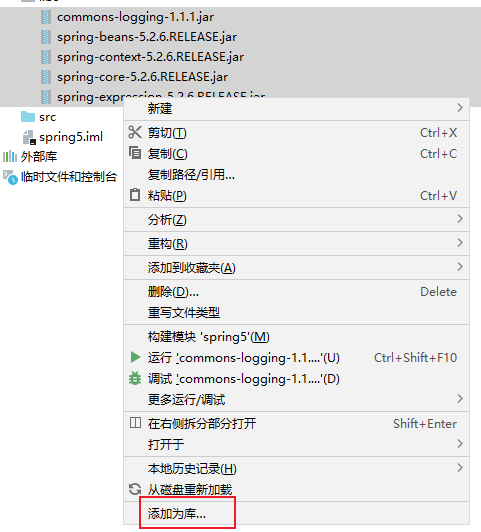 commons-logging-1.1.1.jar
spring-beans-5.2.6.RELEASE.jar
spring-context-5.2.6.RELEASE.jar
spring-core-5.2.6.RELEASE.jar
spring-expression-5.2.6.RELEASE.jar
src
spring5.iml
外部库
临时文件和控制台
新建
剪切(T) Ctrl+X
复制(C) Ctrl+C
复制路径/引用...
粘贴(P) Ctrl+V
分析(Z)
重构(R)
添加到收藏夹(A)
删除(D)... Delete
重写文件类型
构建模块 'spring5'(M)
运行 'commons-logging-1.1....'(U) Ctrl+Shift+F10
调试 'commons-logging-1.1....'(D)
更多运行/调试
在右侧拆分部分打开 Shift+Enter
打开于
本地历史记录(H)
从磁盘重新加载
添加为库...